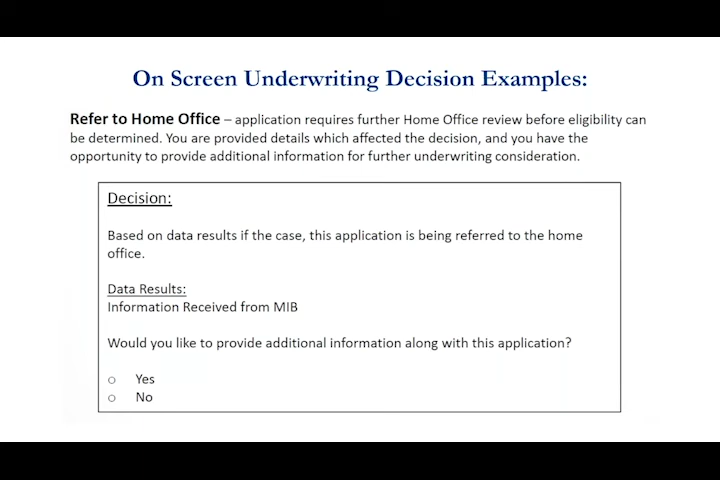 On Screen Underwriting Decision Examples:
Refer to Home Office – application requires further Home Office review before eligibility can
be determined. You are provided details which affected the decision, and you have the
opportunity to provide additional information for further underwriting consideration.
Decision:
Based on data results if the case, this application is being referred to the home
office.
Data Results:
Information Received from MIB
Would you like to provide additional information along with this application?
o Yes
o No